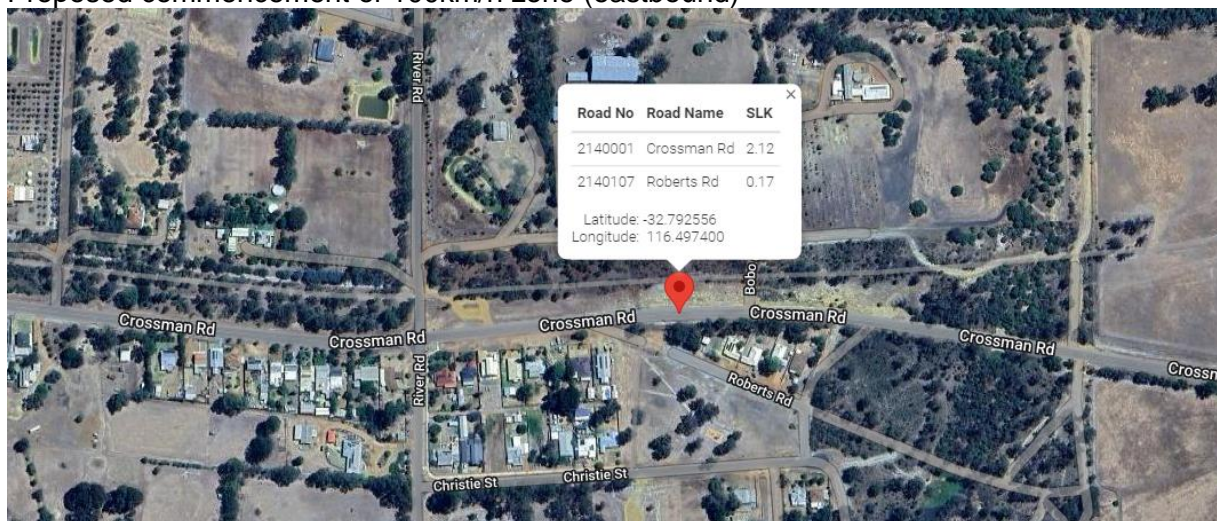 Proposed commencement of 100km/h zone (eastbound)
River Rd
×
Road No Road Name SLK
2140001 Crossman Rd 2.12
2140107 Roberts Rd 0.17
Latitude: -32.792556
Longitude: 116.497400
Bobo
Crossman Rd
Crossman Rd
Crossman Rd
Crossman Rd
Crossman Rd
Crossm
River Rd
Roberts Rd
Christie St
Christie St